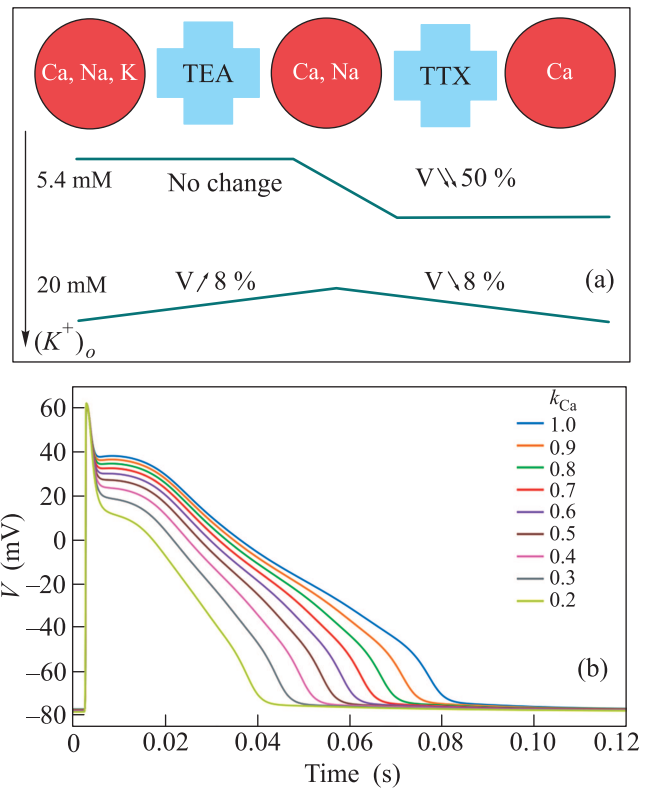 Ca, Na, K TEA Ca, Na TTX Ca
5.4 mM
No change
V↘↘50 %
20 mM
V↗8 %
V↘8 %
(a)
(K⁺)ₒ
60
40
20
0
–20
–40
–60
–80
V (mV)
k_Ca
1.0
0.9
0.8
0.7
0.6
0.5
0.4
0.3
0.2
(b)
0 0.02 0.04 0.06 0.08 0.10 0.12
Time (s)